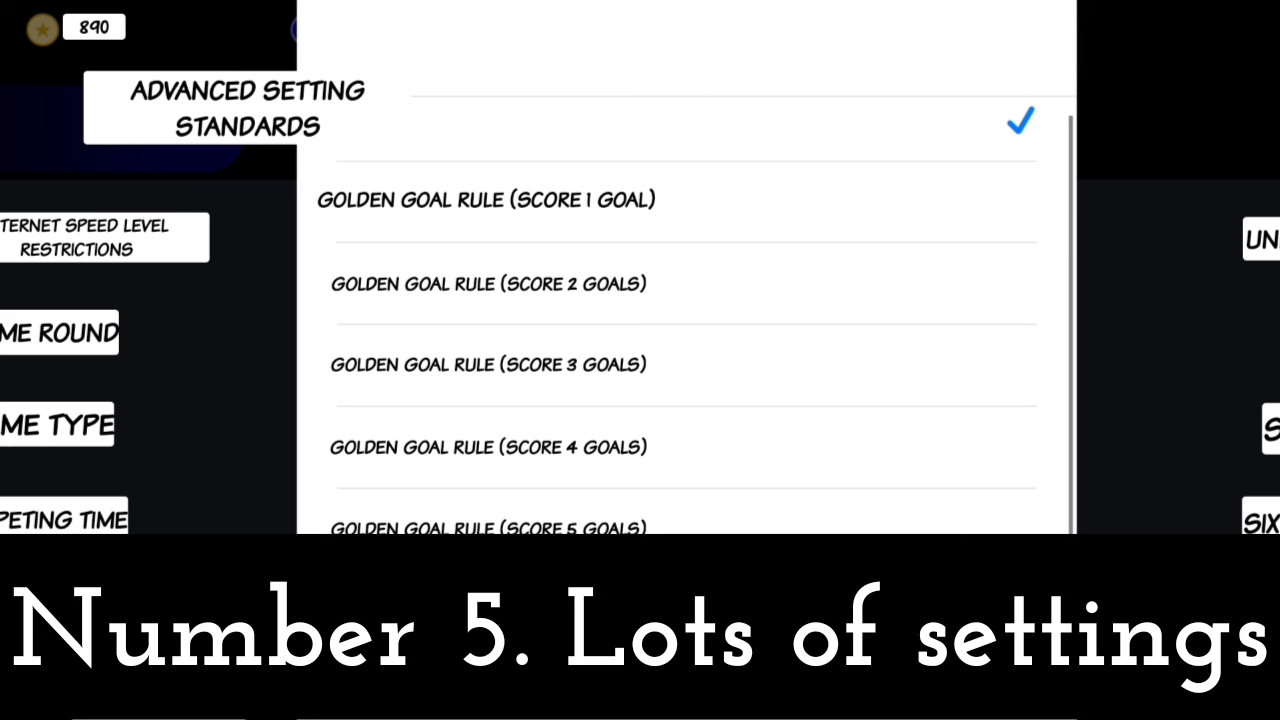 890
ADVANCED SETTING
STANDARDS
GOLDEN GOAL RULE (SCORE 1 GOAL)
TERNET SPEED LEVEL
RESTRICTIONS
UN
GOLDEN GOAL RULE (SCORE 2 GOALS)
ME ROUND
GOLDEN GOAL RULE (SCORE 3 GOALS)
ME TYPE
GOLDEN GOAL RULE (SCORE 4 GOALS)
S
PETING TIME
GOLDEN GOAL RULE (SCORE 5 GOALS)
SIX
Number 5. Lots of settings